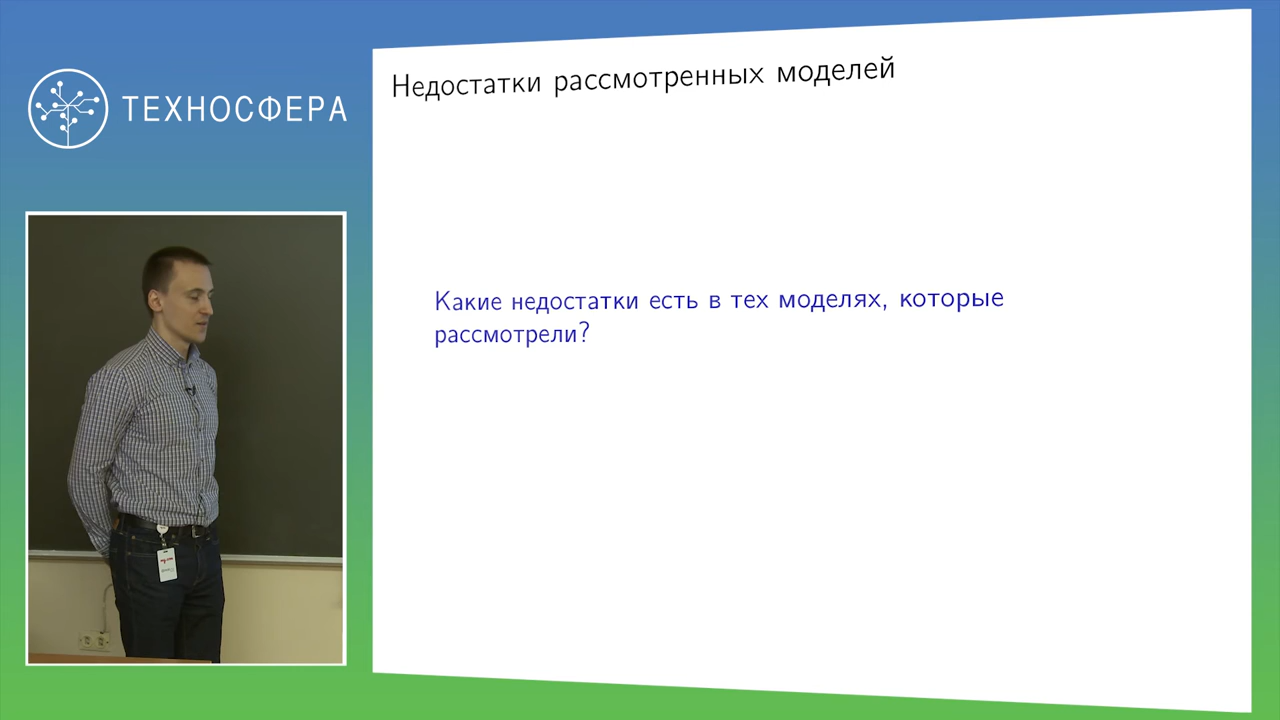 ТЕХНОСФЕРА
Недостатки рассмотренных моделей
Какие недостатки есть в тех моделях, которые
рассмотрели?